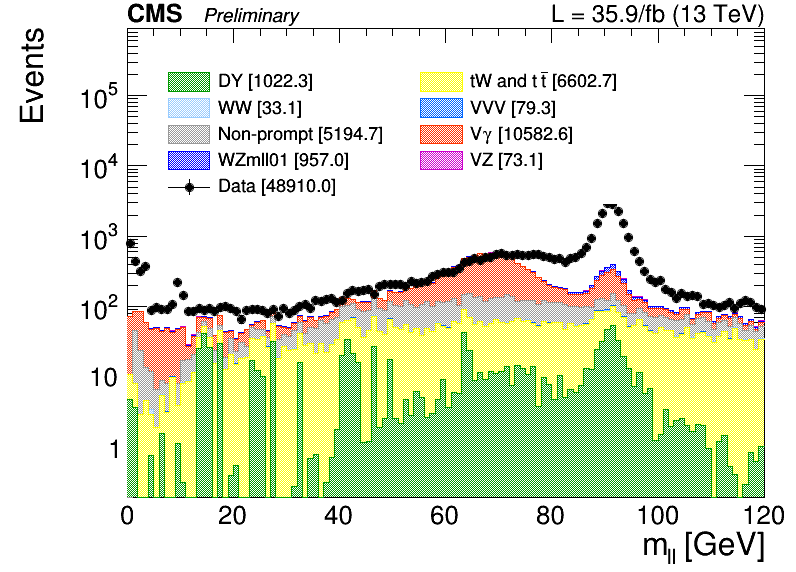 CMS Preliminary L = 35.9/fb (13 TeV)
Events
DY [1022.3] tW and t t̄ [6602.7]
WW [33.1] VVV [79.3]
Non-prompt [5194.7] Vγ [10582.6]
WZmll01 [957.0] VZ [73.1]
Data [48910.0]
10⁵
10⁴
10³
10²
10
1
0 20 40 60 80 100 120
m_ll [GeV]